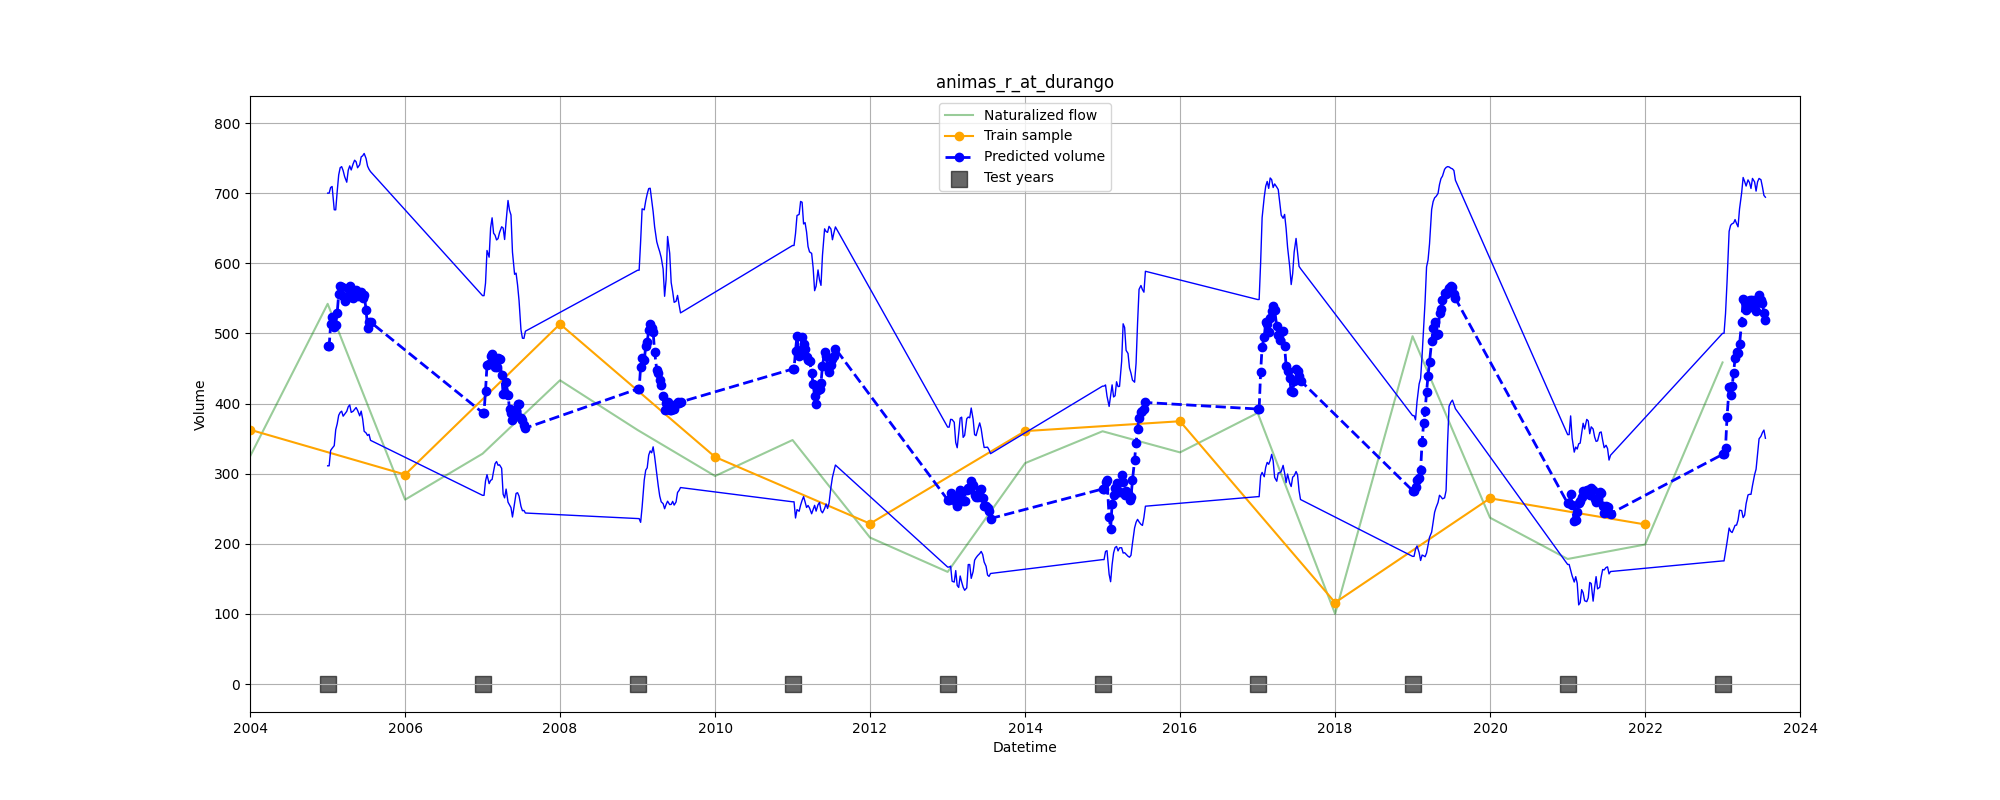 animas_r_at_durango
Naturalized flow
Train sample
Predicted volume
Test years
Volume
800
700
600
500
400
300
200
100
0
2004 2006 2008 2010 2012 2014 2016 2018 2020 2022 2024
Datetime